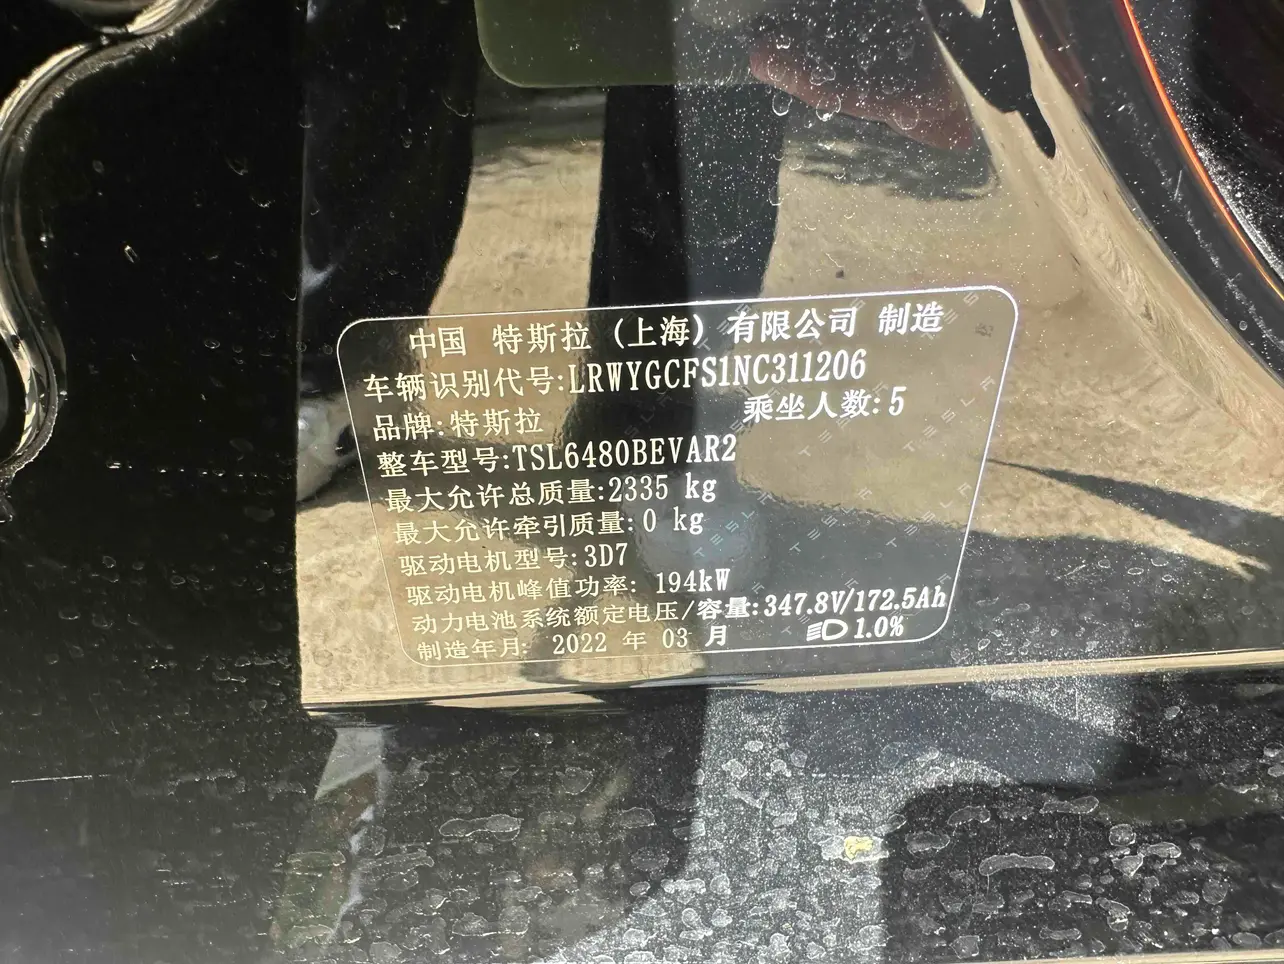 中国 特斯拉（上海）有限公司 制造
车辆识别代号:LRWYGCFS1NC311206
品牌:特斯拉 乘坐人数:5
整车型号:TSL6480BEVAR2
最大允许总质量:2335 kg
最大允许牵引质量:0 kg
驱动电机型号:3D7
驱动电机峰值功率: 194kW
动力电池系统额定电压/容量:347.8V/172.5Ah
制造年月: 2022 年 03 月 1.0%
TESLA